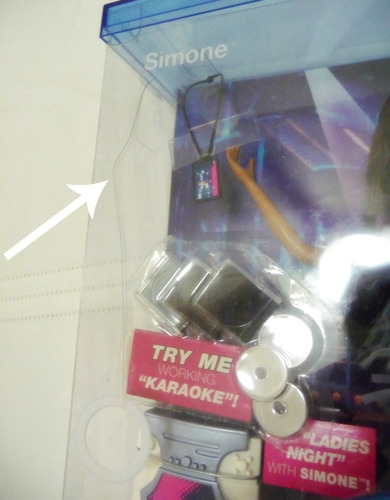 Simone
TRY ME
WORKING
"KARAOKE"!
"LADIES
NIGHT"
WITH SIMONE"!